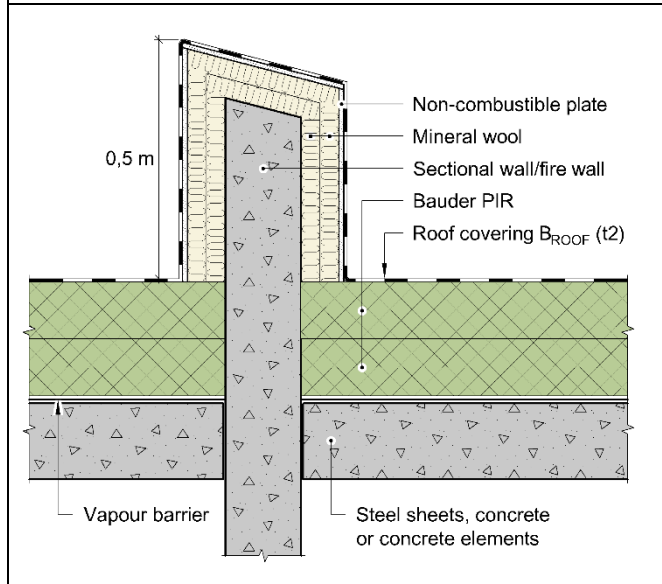 Non-combustible plate
Mineral wool
0,5 m
Sectional wall/fire wall
Bauder PIR
Roof covering BROOF (t2)
Vapour barrier
Steel sheets, concrete
or concrete elements